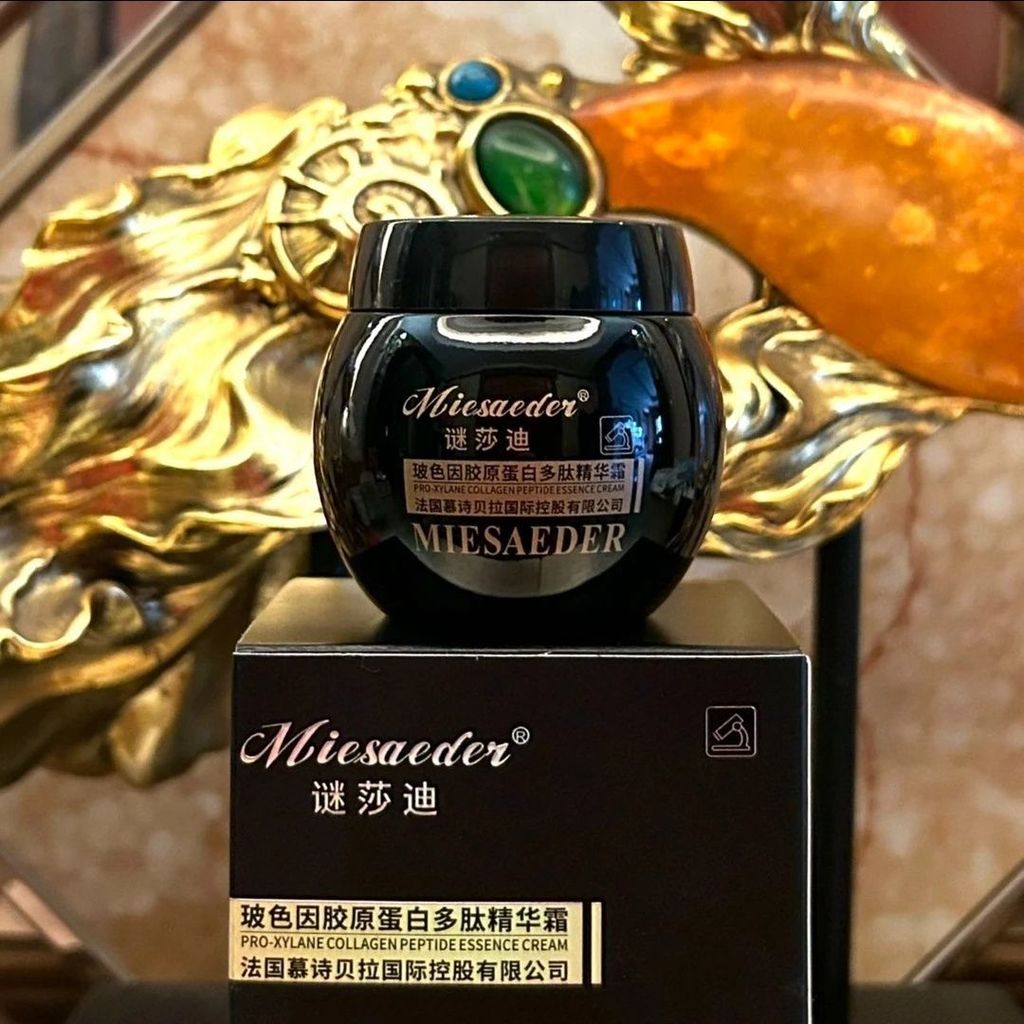 Miesaeder®
谜莎迪
玻色因胶原蛋白多肽精华霜
PRO-XYLANE COLLAGEN PEPTIDE ESSENCE CREAM
法国慕诗贝拉国际控股有限公司
MIESAEDER
Miesaeder®
谜莎迪
玻色因胶原蛋白多肽精华霜
PRO-XYLANE COLLAGEN PEPTIDE ESSENCE CREAM
法国慕诗贝拉国际控股有限公司